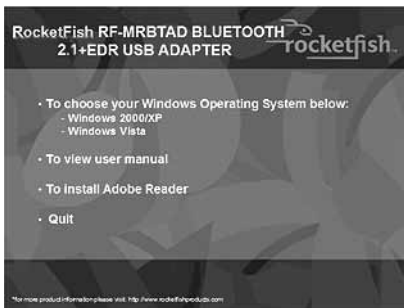 RocketFish RF-MRBTAD BLUETOOTH
2.1+EDR USB ADAPTER
rocketfish™
· To choose your Windows Operating System below:
- Windows 2000/XP
- Windows Vista
· To view user manual
· To install Adobe Reader
· Quit
*for more product information please visit: http://www.rocketfishproducts.com